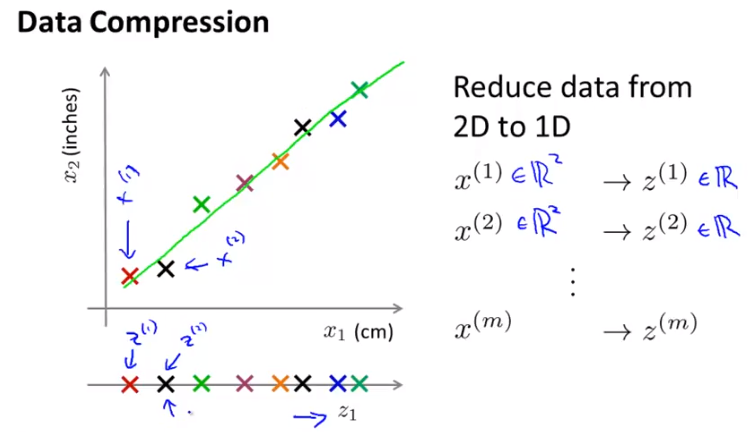 Data Compression
x₂ (inches)
x⁽¹⁾
x⁽²⁾
x₁ (cm)
z⁽¹⁾
z⁽²⁾
z₁
Reduce data from
2D to 1D
x⁽¹⁾ ∈ ℝ² → z⁽¹⁾ ∈ ℝ
x⁽²⁾ ∈ ℝ² → z⁽²⁾ ∈ ℝ
⋮
x⁽ᵐ⁾ → z⁽ᵐ⁾